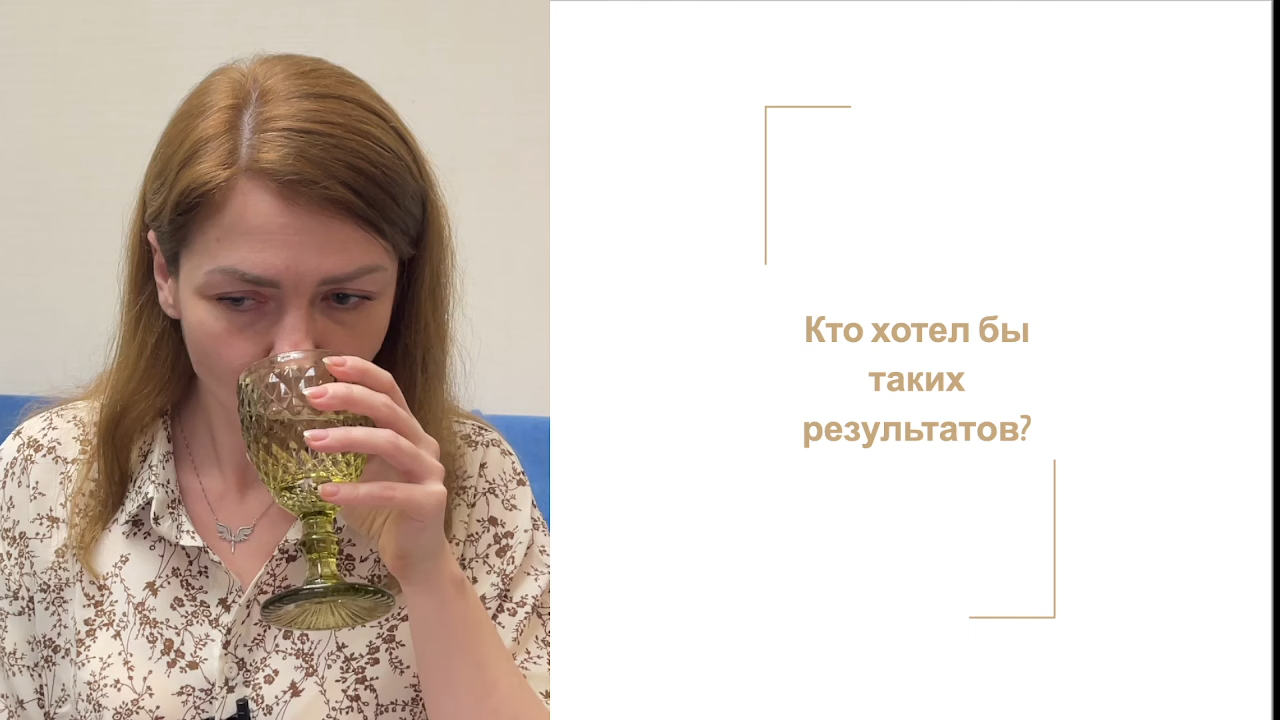 Кто хотел бы
таких
результатов?